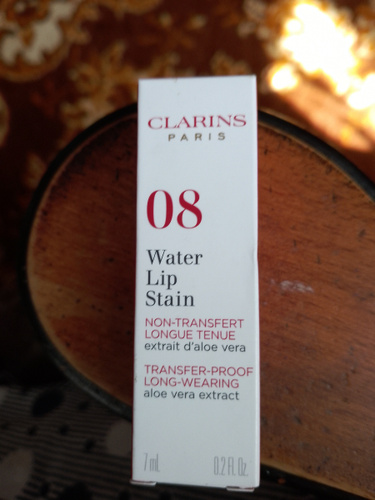 CLARINS
PARIS
08
Water
Lip
Stain
NON-TRANSFERT
LONGUE TENUE
extrait d'aloe vera
TRANSFER-PROOF
LONG-WEARING
aloe vera extract
7 ml 0.2 Fl. Oz.